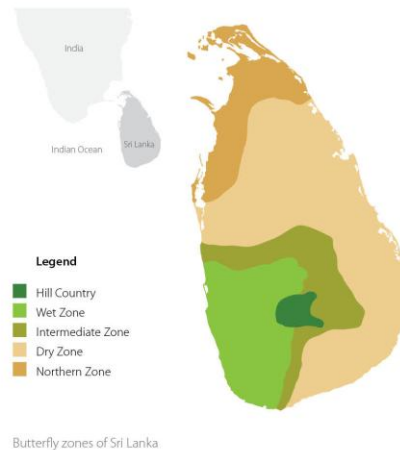 India
Indian Ocean
Sri Lanka
Legend
Hill Country
Wet Zone
Intermediate Zone
Dry Zone
Northern Zone
Butterfly zones of Sri Lanka